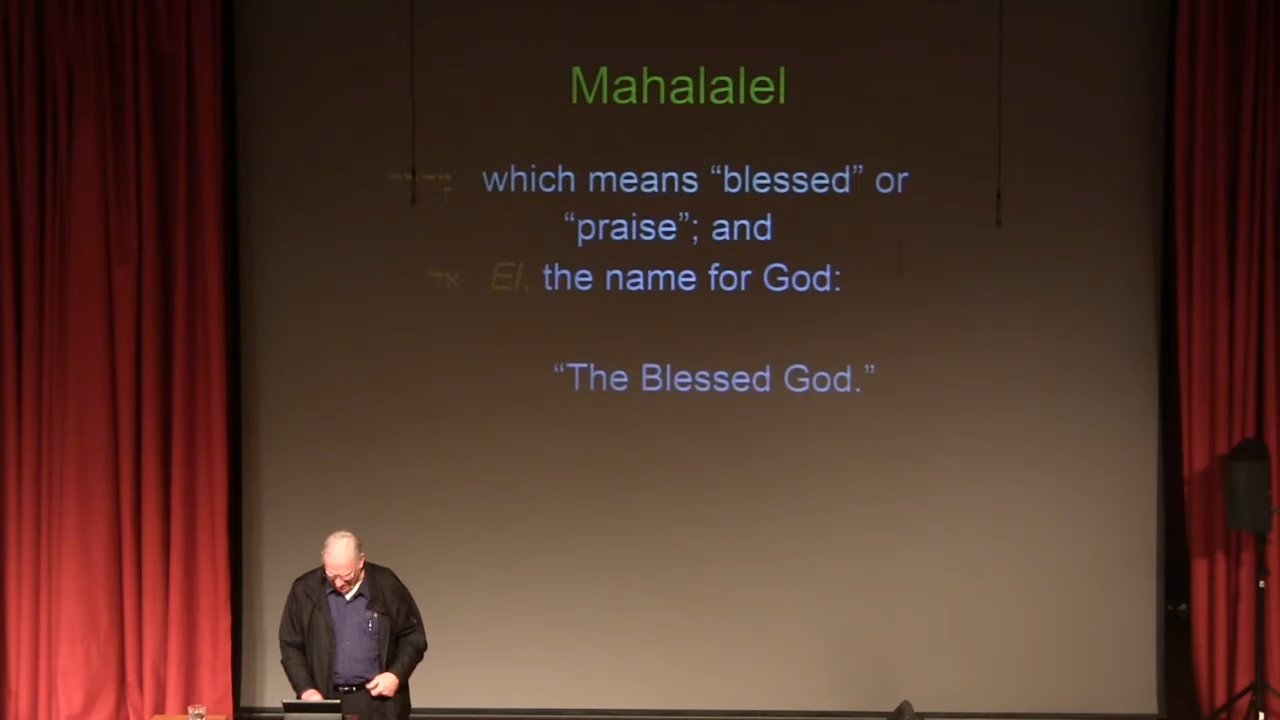 Mahalalel
which means “blessed” or
“praise”; and
El, the name for God:
“The Blessed God.”